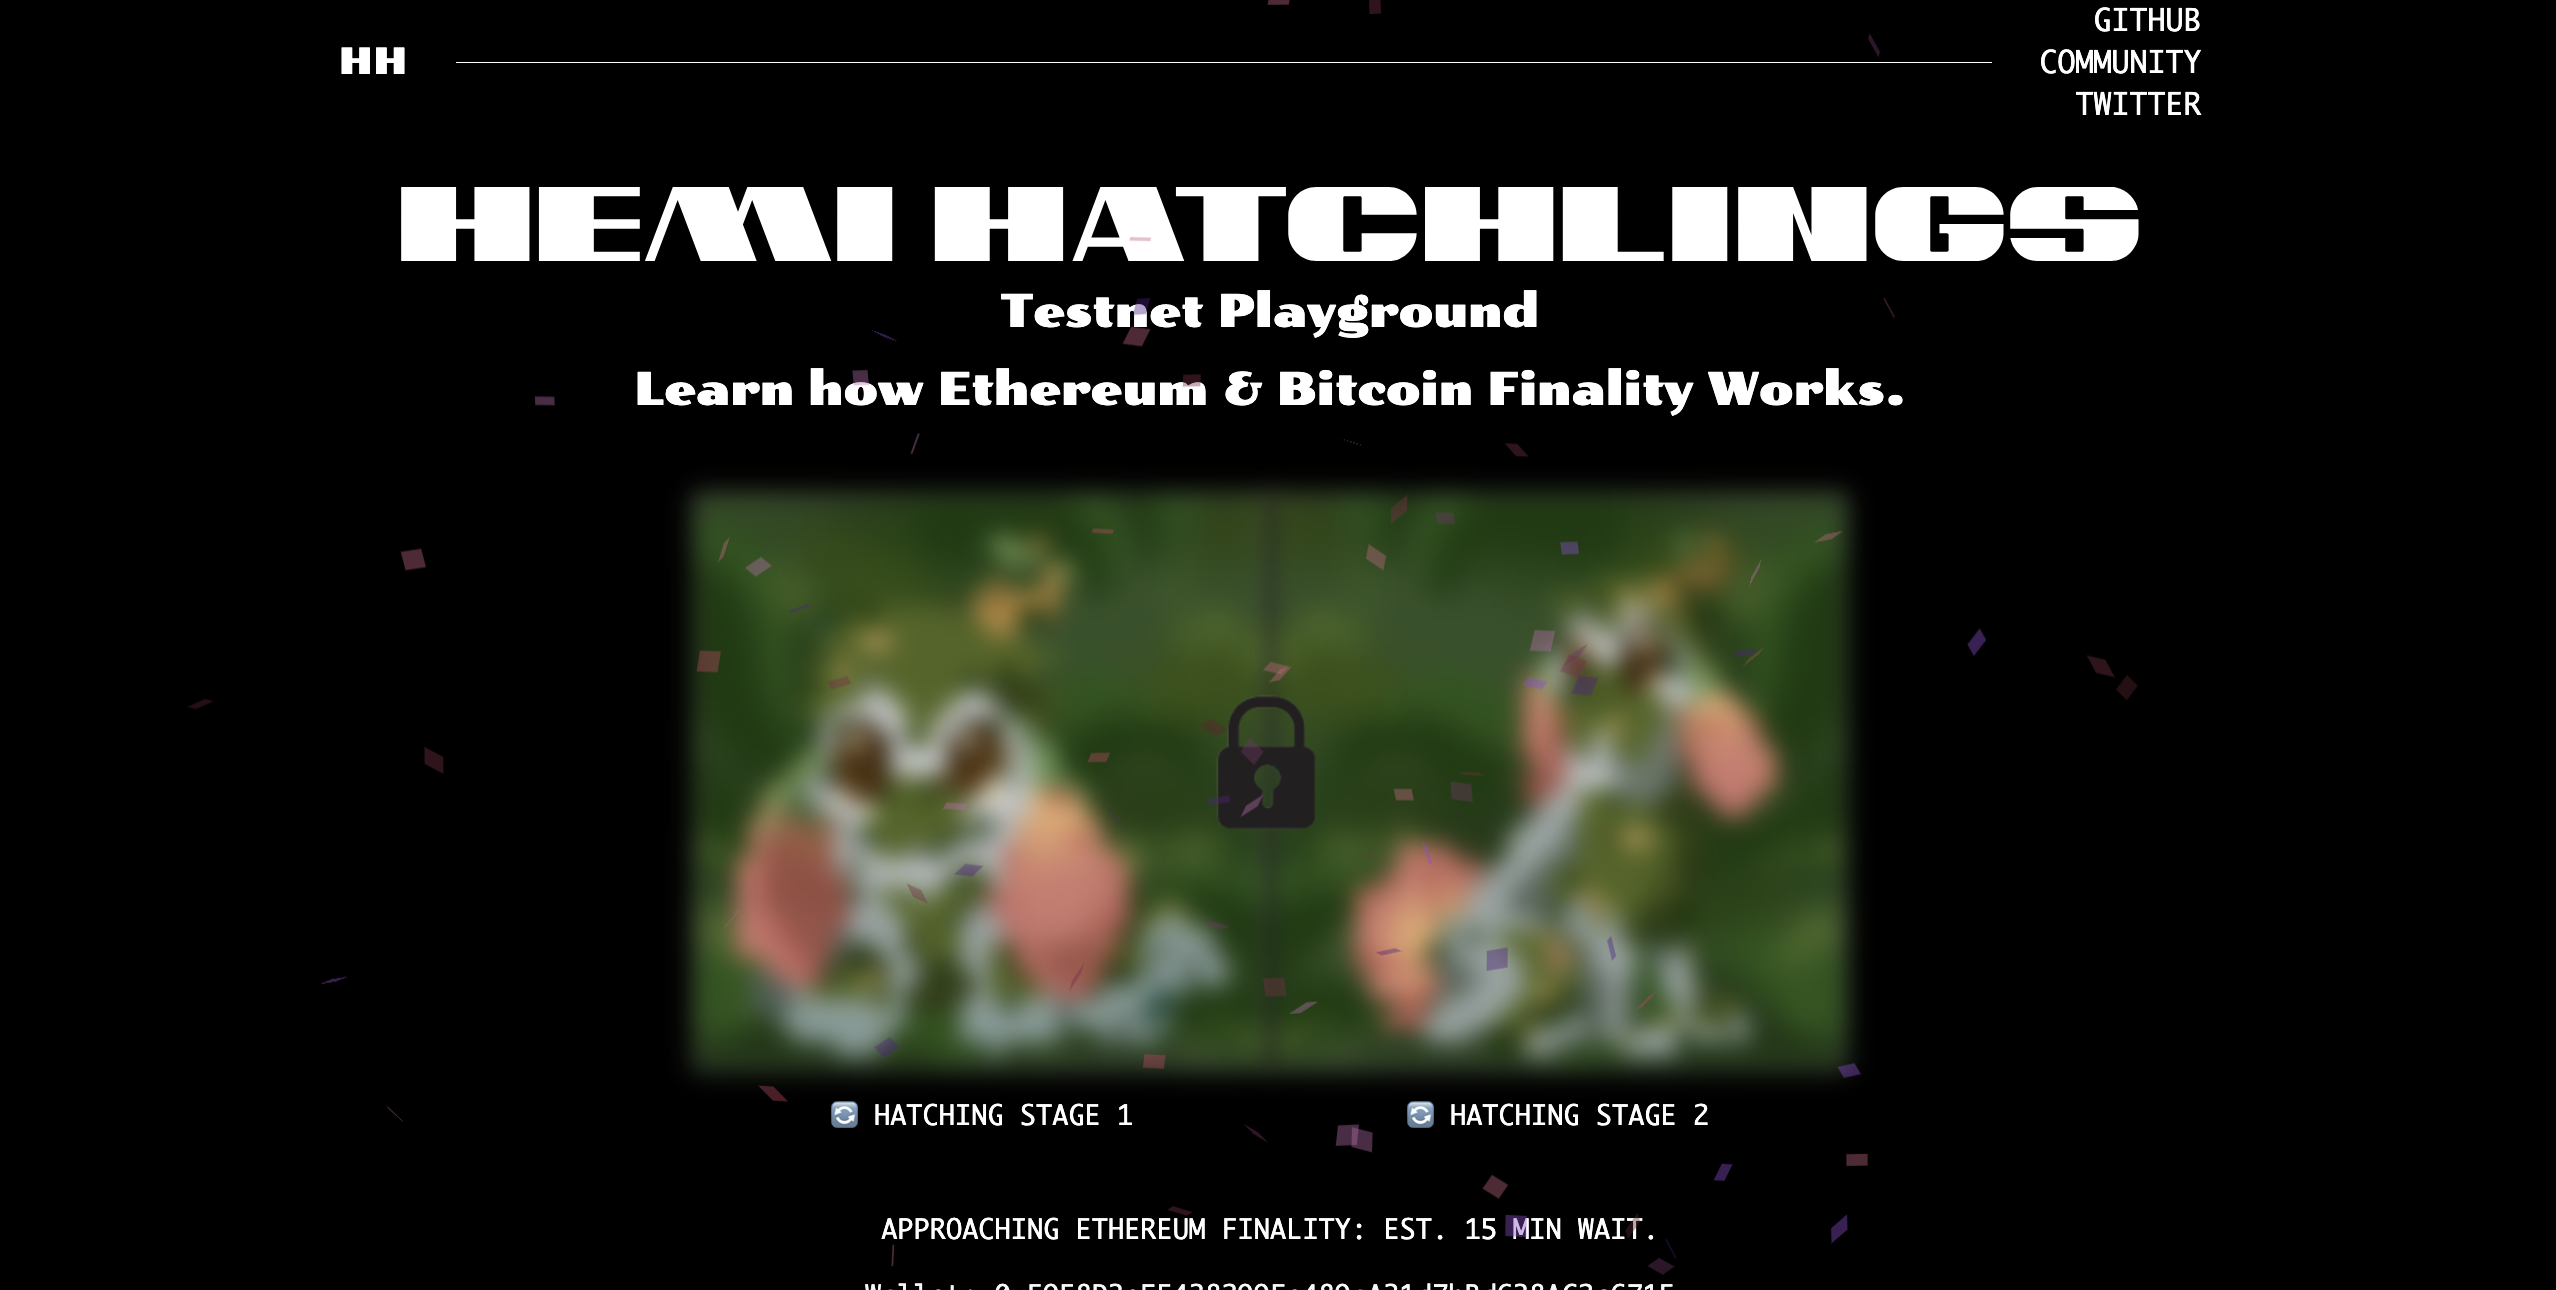 HH
GITHUB
COMMUNITY
TWITTER
HEMI HATCHLINGS
Testnet Playground
Learn how Ethereum & Bitcoin Finality Works.
HATCHING STAGE 1
HATCHING STAGE 2
APPROACHING ETHEREUM FINALITY: EST. 15 MIN WAIT.
Wallet: